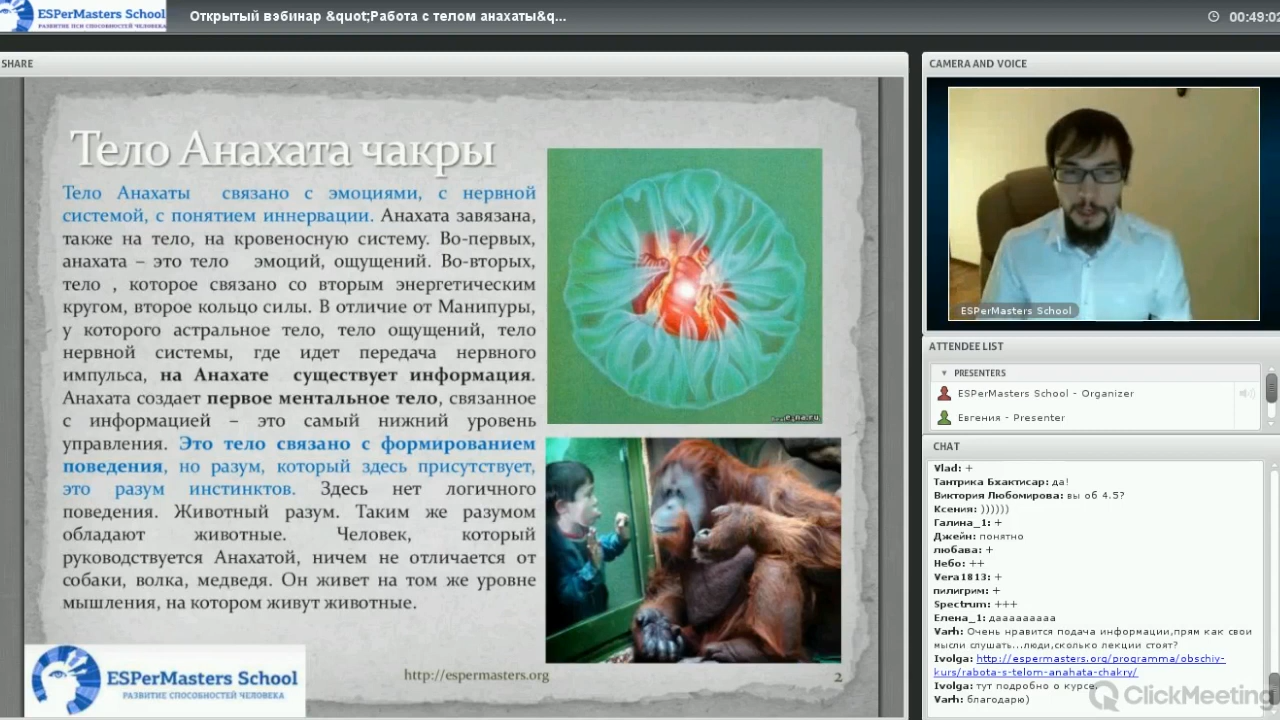 ESPerMasters School
РАЗВИТИЕ ПСИ СПОСОБНОСТЕЙ ЧЕЛОВЕКА
Открытый вэбинар &quot;Работа с телом анахаты&q...
00:49:02
SHARE
Тело Анахата чакры
Тело Анахаты связано с эмоциями, с нервной
системой, с понятием иннервации. Анахата завязана,
также на тело, на кровеносную систему. Во-первых,
анахата – это тело эмоций, ощущений. Во-вторых,
тело , которое связано со вторым энергетическим
кругом, второе кольцо силы. В отличие от Манипуры,
у которого астральное тело, тело ощущений, тело
нервной системы, где идет передача нервного
импульса, на Анахате существует информация.
Анахата создает первое ментальное тело, связанное
с информацией – это самый нижний уровень
управления. Это тело связано с формированием
поведения, но разум, который здесь присутствует,
это разум инстинктов. Здесь нет логичного
поведения. Животный разум. Таким же разумом
обладают животные. Человек, который
руководствуется Анахатой, ничем не отличается от
собаки, волка, медведя. Он живет на том же уровне
мышления, на котором живут животные.
ESPerMasters School
РАЗВИТИЕ СПОСОБНОСТЕЙ ЧЕЛОВЕКА
http://espermasters.org
2
CAMERA AND VOICE
ESPerMasters School
ATTENDEE LIST
PRESENTERS
ESPerMasters School - Organizer
Евгения - Presenter
CHAT
Vlad: +
Тантрика Бхактисар: да!
Виктория Любомирова: вы об 4.5?
Ксения: ))))))
Галина_1: +
Джейн: понятно
любава: +
Небо: ++
Vera1813: +
пилигрим: +
Spectrum: +++
Елена_1: даааааааааа
Varh: Очень нравится подача информации,прям как свои
мысли слушать...люди,сколько лекции стоят?
Ivolga: http://espermasters.org/programma/obschiy-
kurs/rabota-s-telom-anahata-chakry/
Ivolga: тут подробно о курсе.
Varh: благодарю)
ClickMeeting